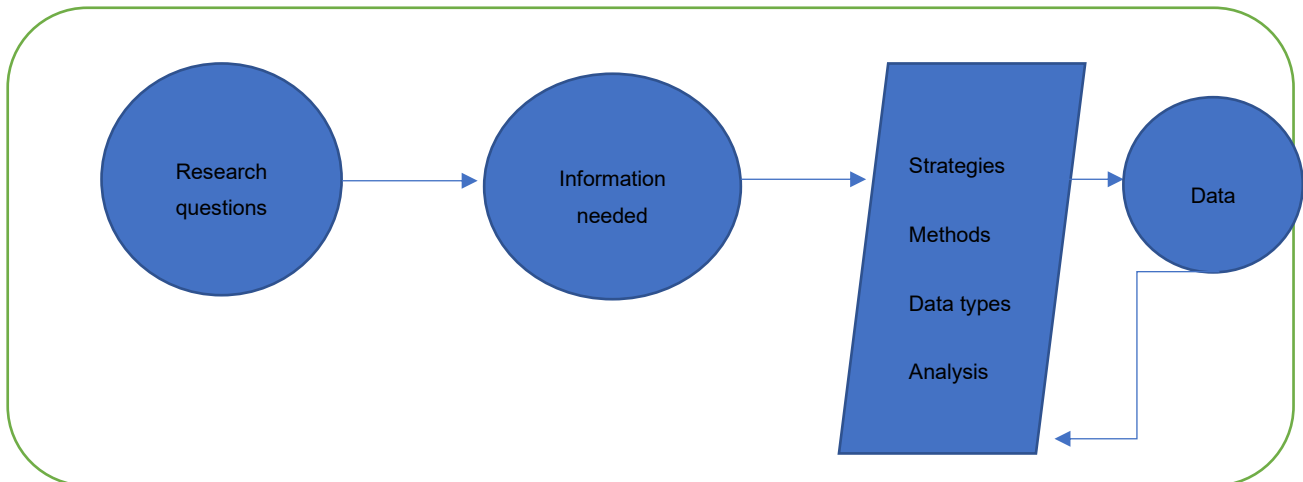 Research
questions
Information
needed
Strategies
Methods
Data types
Analysis
Data